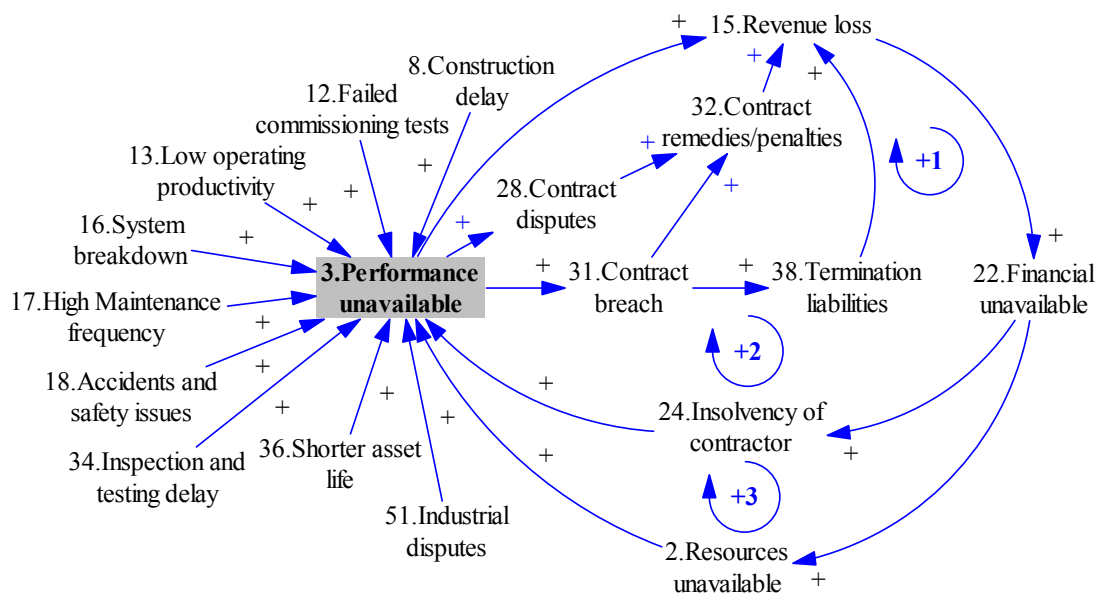 15.Revenue loss
+
8.Construction
delay
+
+
12.Failed
commissioning tests
32.Contract
remedies/penalties
+1
13.Low operating
productivity
+
+
+
+
28.Contract
disputes
+
16.System
breakdown
+
+
+
3.Performance
unavailable
+
31.Contract
breach
+
38.Termination
liabilities
22.Financial
unavailable
17.High Maintenance
frequency
+
+2
18.Accidents and
safety issues
+
+
+
+
+
24.Insolvency of
contractor
+
34.Inspection and
testing delay
36.Shorter asset
life
+
+3
51.Industrial
disputes
2.Resources
unavailable
+